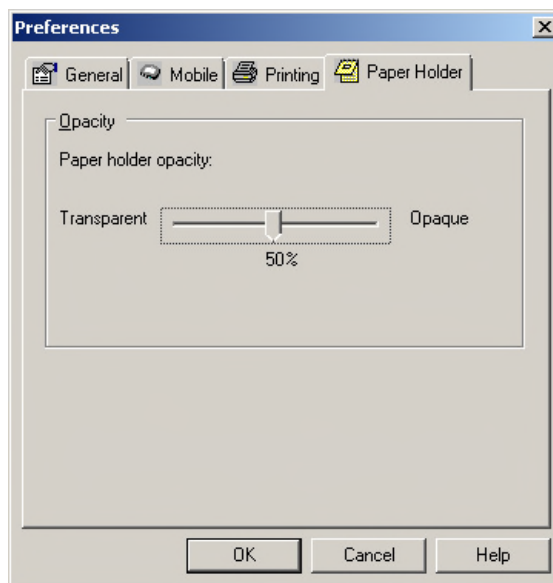 Preferences
General Mobile Printing Paper Holder
Opacity
Paper holder opacity:
Transparent Opaque
50%
OK Cancel Help